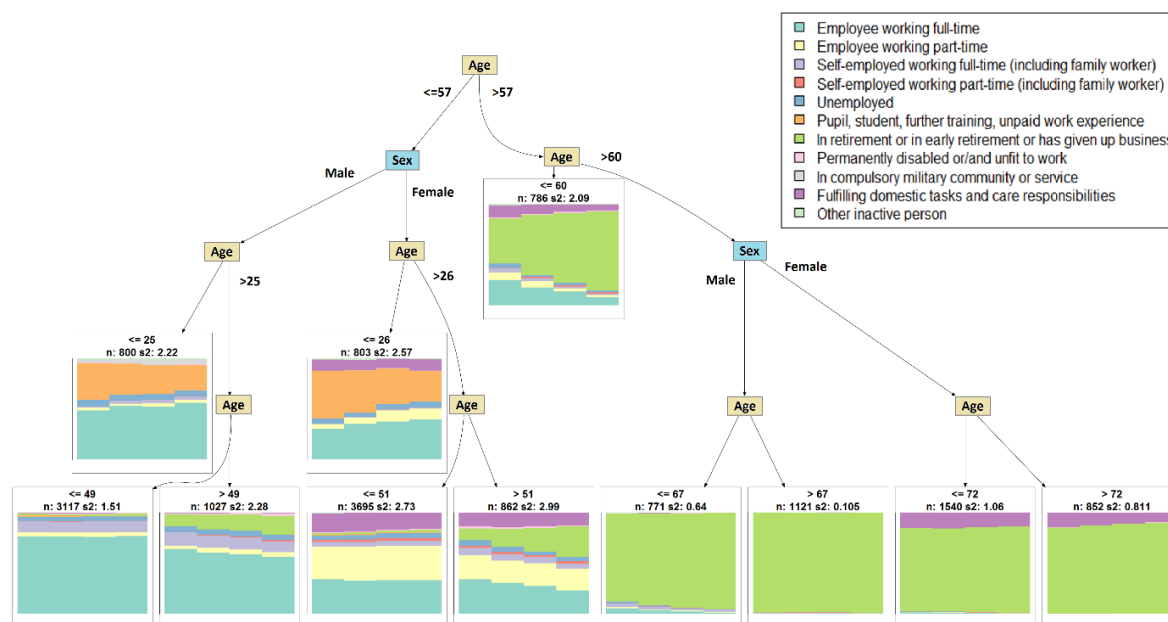 Employee working full-time
Employee working part-time
Self-employed working full-time (including family worker)
Self-employed working part-time (including family worker)
Unemployed
Pupil, student, further training, unpaid work experience
In retirement or in early retirement or has given up business
Permanently disabled or/and unfit to work
In compulsory military community or service
Fulfilling domestic tasks and care responsibilities
Other inactive person
Age
<=57
>57
Sex
Age
>60
Male
Female
<= 60
n: 786 s2: 2.09
Age
Age
Sex
>25
>26
Male
Female
<= 25
n: 800 s2: 2.22
<= 26
n: 803 s2: 2.57
Age
Age
Age
Age
<= 49
n: 3117 s2: 1.51
> 49
n: 1027 s2: 2.28
<= 51
n: 3695 s2: 2.73
> 51
n: 862 s2: 2.99
<= 67
n: 771 s2: 0.64
> 67
n: 1121 s2: 0.105
<= 72
n: 1540 s2: 1.06
> 72
n: 852 s2: 0.811